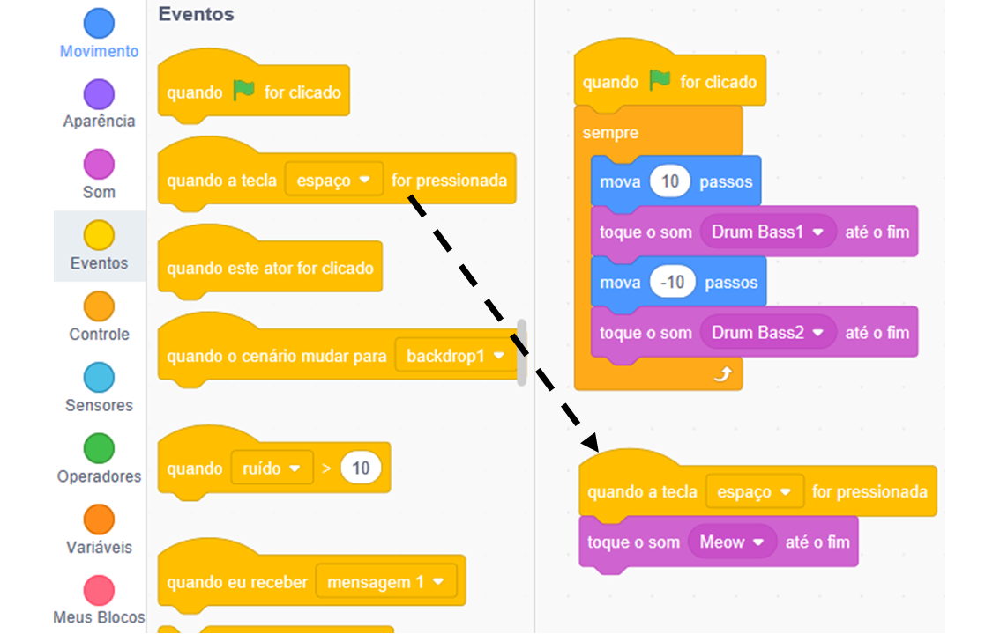 Movimento
Aparência
Som
Eventos
Controle
Sensores
Operadores
Variáveis
Meus Blocos
Eventos
quando for clicado
quando a tecla espaço for pressionada
quando este ator for clicado
quando o cenário mudar para backdrop1
quando ruído > 10
quando eu receber mensagem 1
quando for clicado
sempre
mova 10 passos
toque o som Drum Bass1 até o fim
mova -10 passos
toque o som Drum Bass2 até o fim
quando a tecla espaço for pressionada
toque o som Meow até o fim